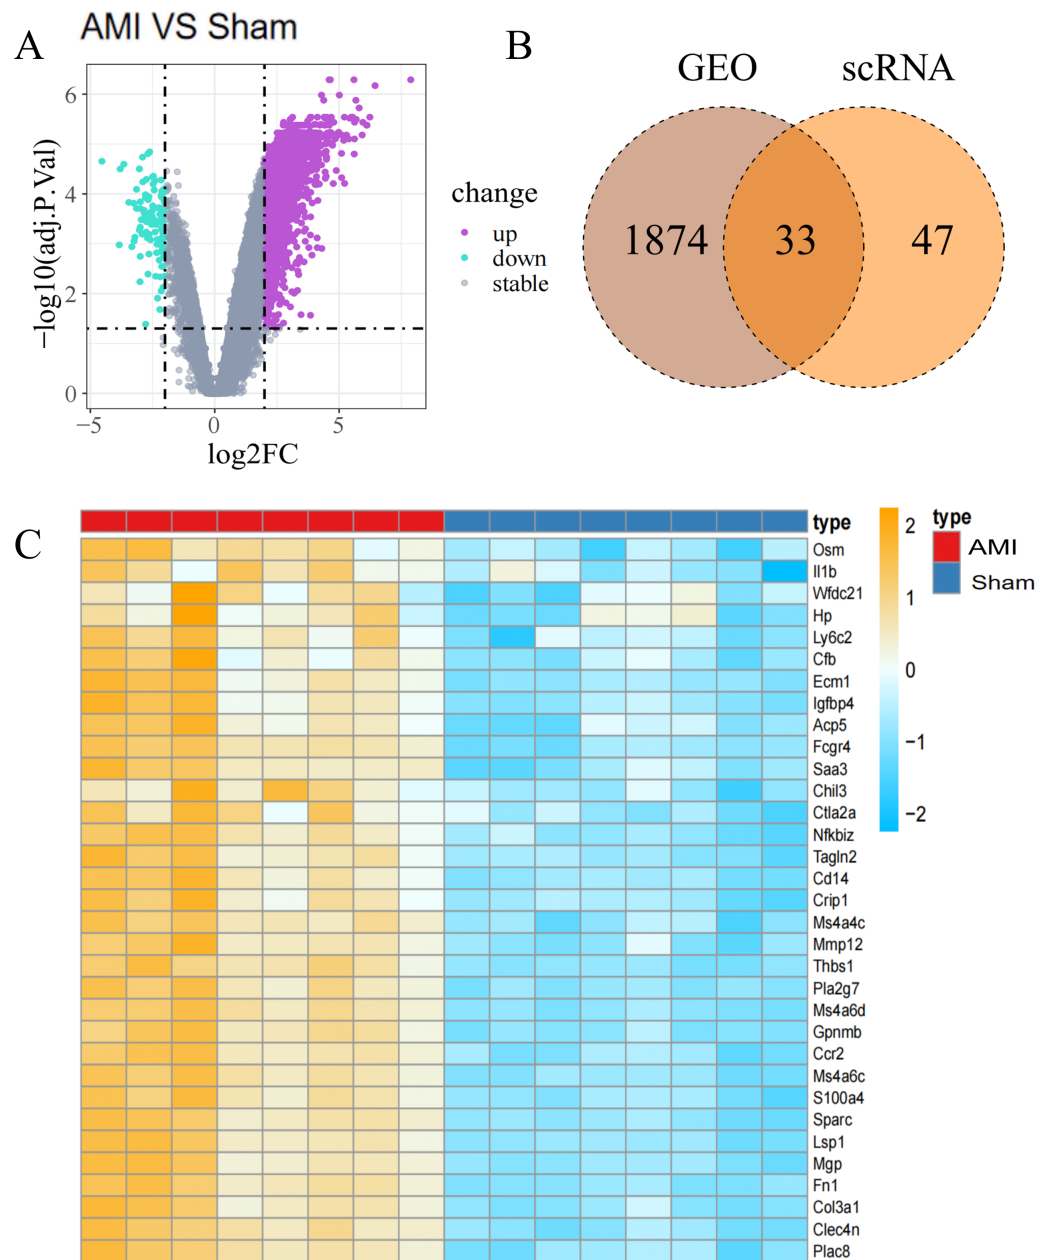 A
AMI VS Sham
−log10(adj.P.Val)
6
4
2
0
−5
0
5
log2FC
change
up
down
stable
B
GEO
scRNA
1874
33
47
C
type
Osm
Il1b
Wfdc21
Hp
Ly6c2
Cfb
Ecm1
Igfbp4
Acp5
Fcgr4
Saa3
Chil3
Ctla2a
Nfkbiz
Tagln2
Cd14
Crip1
Ms4a4c
Mmp12
Thbs1
Pla2g7
Ms4a6d
Gpnmb
Ccr2
Ms4a6c
S100a4
Sparc
Lsp1
Mgp
Fn1
Col3a1
Clec4n
Plac8
2
1
0
−1
−2
type
AMI
Sham